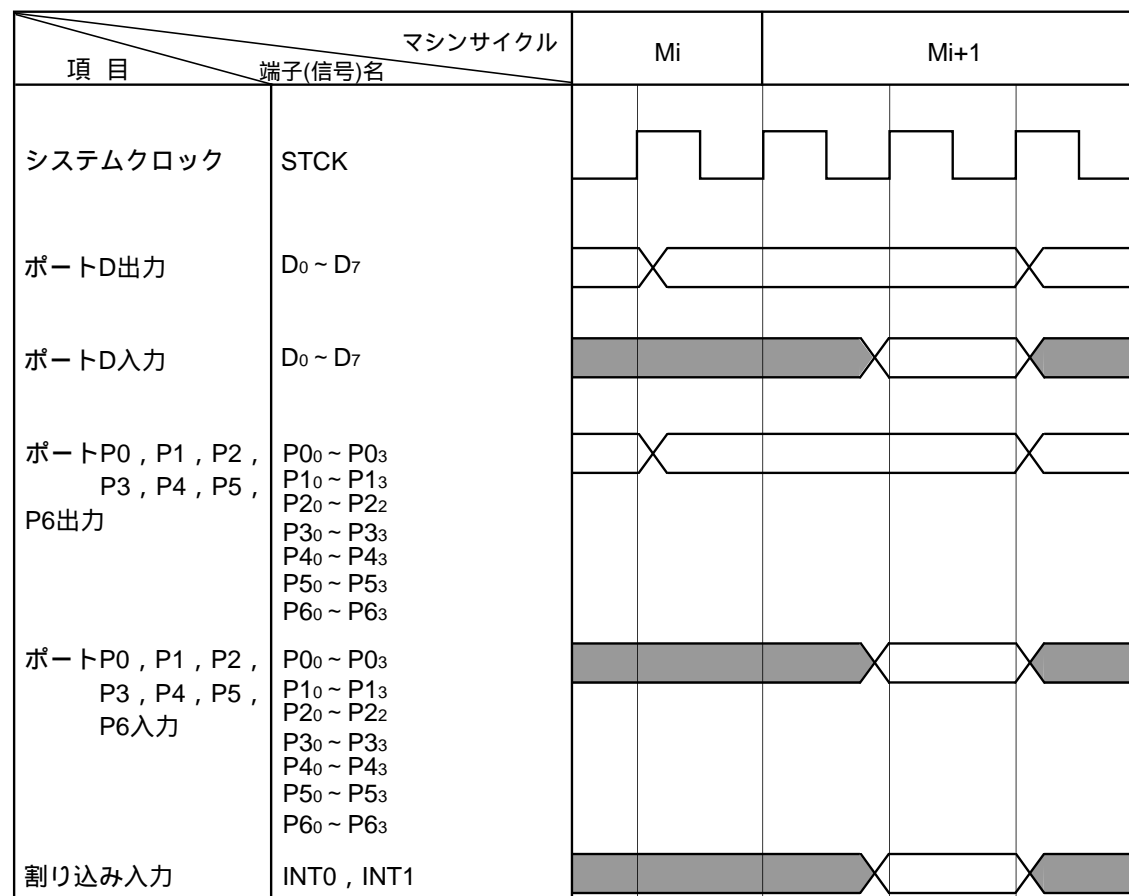 マシンサイクル
項 目
端子(信号)名
Mi
Mi+1
システムクロック
STCK
ポートD出力
D0 ~ D7
ポートD入力
D0 ~ D7
ポートP0 , P1 , P2 ,
P3 , P4 , P5 ,
P6出力
P00 ~ P03
P10 ~ P13
P20 ~ P22
P30 ~ P33
P40 ~ P43
P50 ~ P53
P60 ~ P63
ポートP0 , P1 , P2 ,
P3 , P4 , P5 ,
P6入力
P00 ~ P03
P10 ~ P13
P20 ~ P22
P30 ~ P33
P40 ~ P43
P50 ~ P53
P60 ~ P63
割り込み入力
INT0 , INT1